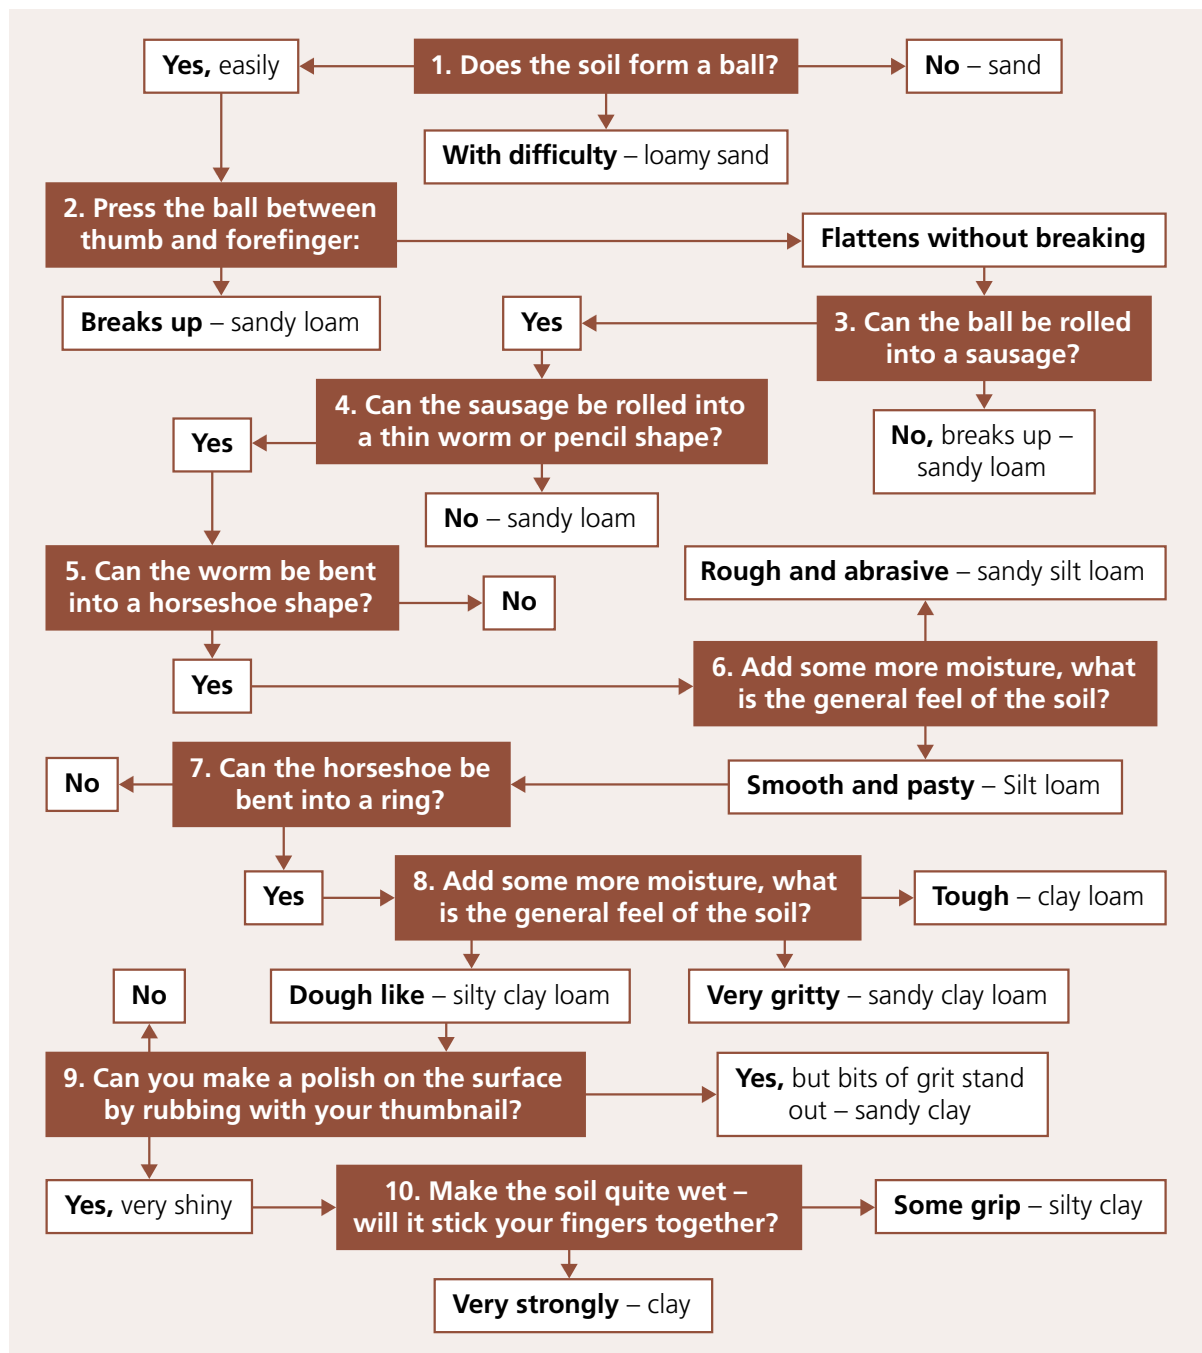 Yes, easily
1. Does the soil form a ball?
No – sand
With difficulty – loamy sand
2. Press the ball between
thumb and forefinger:
Flattens without breaking
Breaks up – sandy loam
Yes
3. Can the ball be rolled
into a sausage?
4. Can the sausage be rolled into
a thin worm or pencil shape?
Yes
No, breaks up –
sandy loam
No – sandy loam
5. Can the worm be bent
into a horseshoe shape?
No
Rough and abrasive – sandy silt loam
Yes
6. Add some more moisture, what
is the general feel of the soil?
No
7. Can the horseshoe be
bent into a ring?
Smooth and pasty – Silt loam
Yes
8. Add some more moisture, what
is the general feel of the soil?
Tough – clay loam
No
Dough like – silty clay loam
Very gritty – sandy clay loam
9. Can you make a polish on the surface
by rubbing with your thumbnail?
Yes, but bits of grit stand
out – sandy clay
Yes, very shiny
10. Make the soil quite wet –
will it stick your fingers together?
Some grip – silty clay
Very strongly – clay